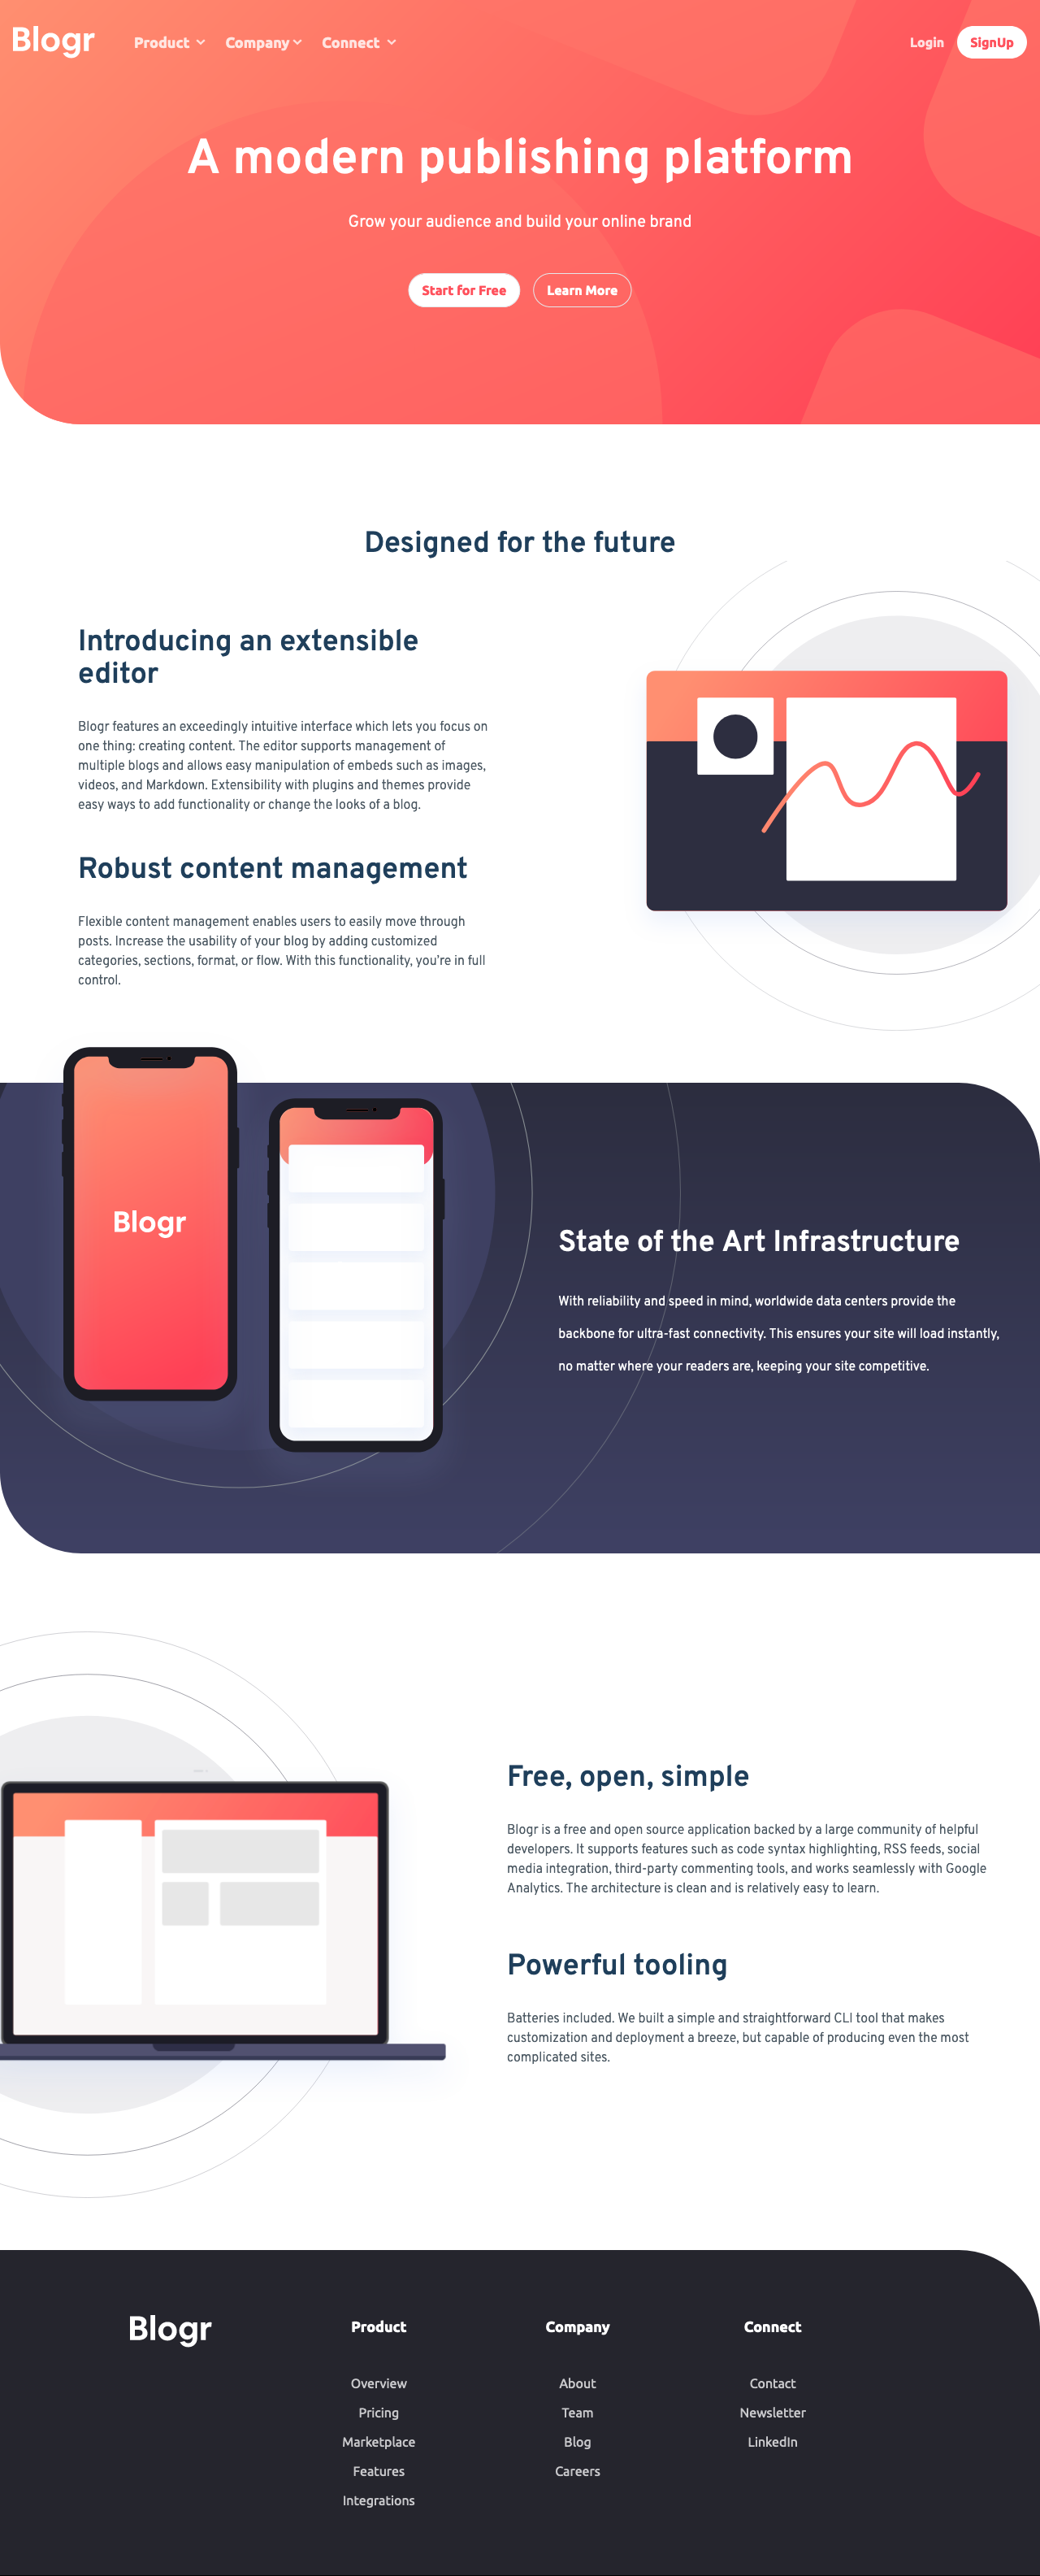 Blogr Product Company Connect Login SignUp
A modern publishing platform
Grow your audience and build your online brand
Start for Free Learn More
Designed for the future
Introducing an extensible
editor
Blogr features an exceedingly intuitive interface which lets you focus on
one thing: creating content. The editor supports management of
multiple blogs and allows easy manipulation of embeds such as images,
videos, and Markdown. Extensibility with plugins and themes provide
easy ways to add functionality or change the looks of a blog.
Robust content management
Flexible content management enables users to easily move through
posts. Increase the usability of your blog by adding customized
categories, sections, format, or flow. With this functionality, you're in full
control.
Blogr
State of the Art Infrastructure
With reliability and speed in mind, worldwide data centers provide the
backbone for ultra-fast connectivity. This ensures your site will load instantly,
no matter where your readers are, keeping your site competitive.
Free, open, simple
Blogr is a free and open source application backed by a large community of helpful
developers. It supports features such as code syntax highlighting, RSS feeds, social
media integration, third-party commenting tools, and works seamlessly with Google
Analytics. The architecture is clean and is relatively easy to learn.
Powerful tooling
Batteries included. We built a simple and straightforward CLI tool that makes
customization and deployment a breeze, but capable of producing even the most
complicated sites.
Blogr
Product
Overview
Pricing
Marketplace
Features
Integrations
Company
About
Team
Blog
Careers
Connect
Contact
Newsletter
LinkedIn